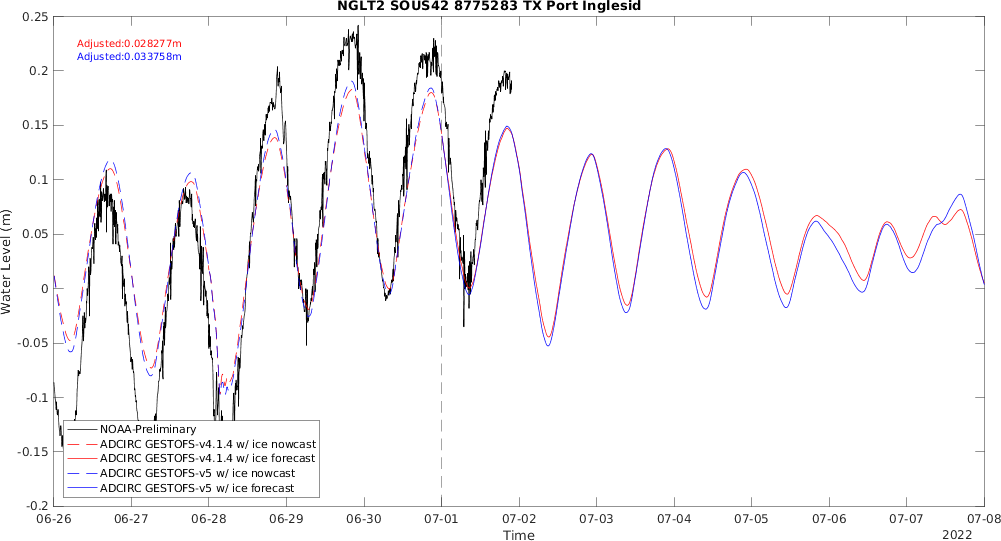 NGLT2 SOUS42 8775283 TX Port Inglesid
Adjusted:0.028277m
Adjusted:0.033758m
Water Level (m)
0.25
0.2
0.15
0.1
0.05
0
-0.05
-0.1
-0.15
-0.2
NOAA-Preliminary
ADCIRC GESTOFS-v4.1.4 w/ ice nowcast
ADCIRC GESTOFS-v4.1.4 w/ ice forecast
ADCIRC GESTOFS-v5 w/ ice nowcast
ADCIRC GESTOFS-v5 w/ ice forecast
06-26 06-27 06-28 06-29 06-30 07-01 07-02 07-03 07-04 07-05 07-06 07-07 07-08
Time
2022